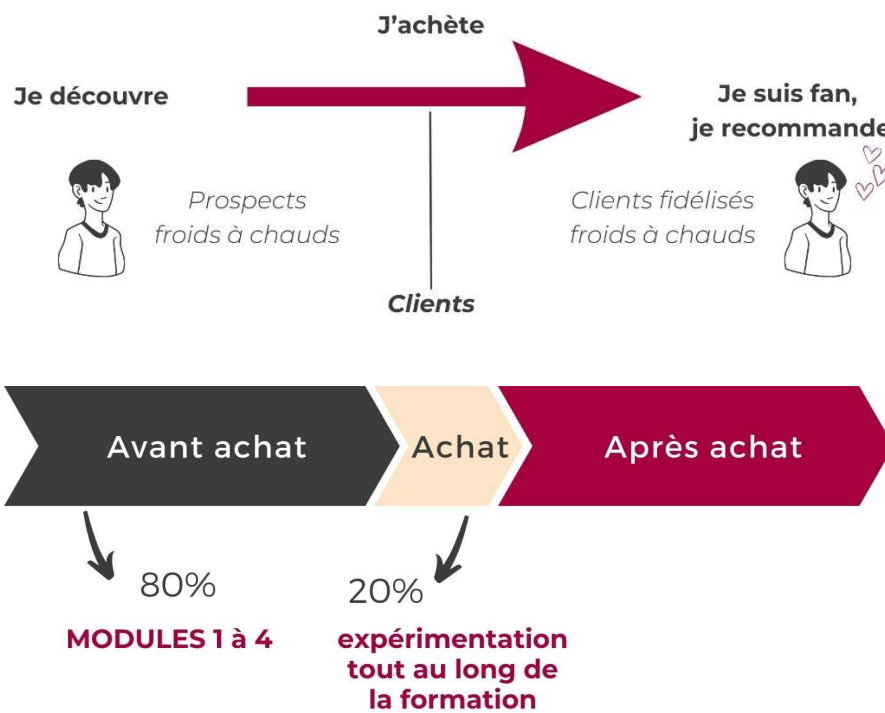 J’achète
Je découvre
Je suis fan,
je recommande
Prospects
froids à chauds
Clients fidélisés
froids à chauds
Clients
Avant achat
Achat
Après achat
80%
MODULES 1 à 4
20%
expérimentation
tout au long de
la formation